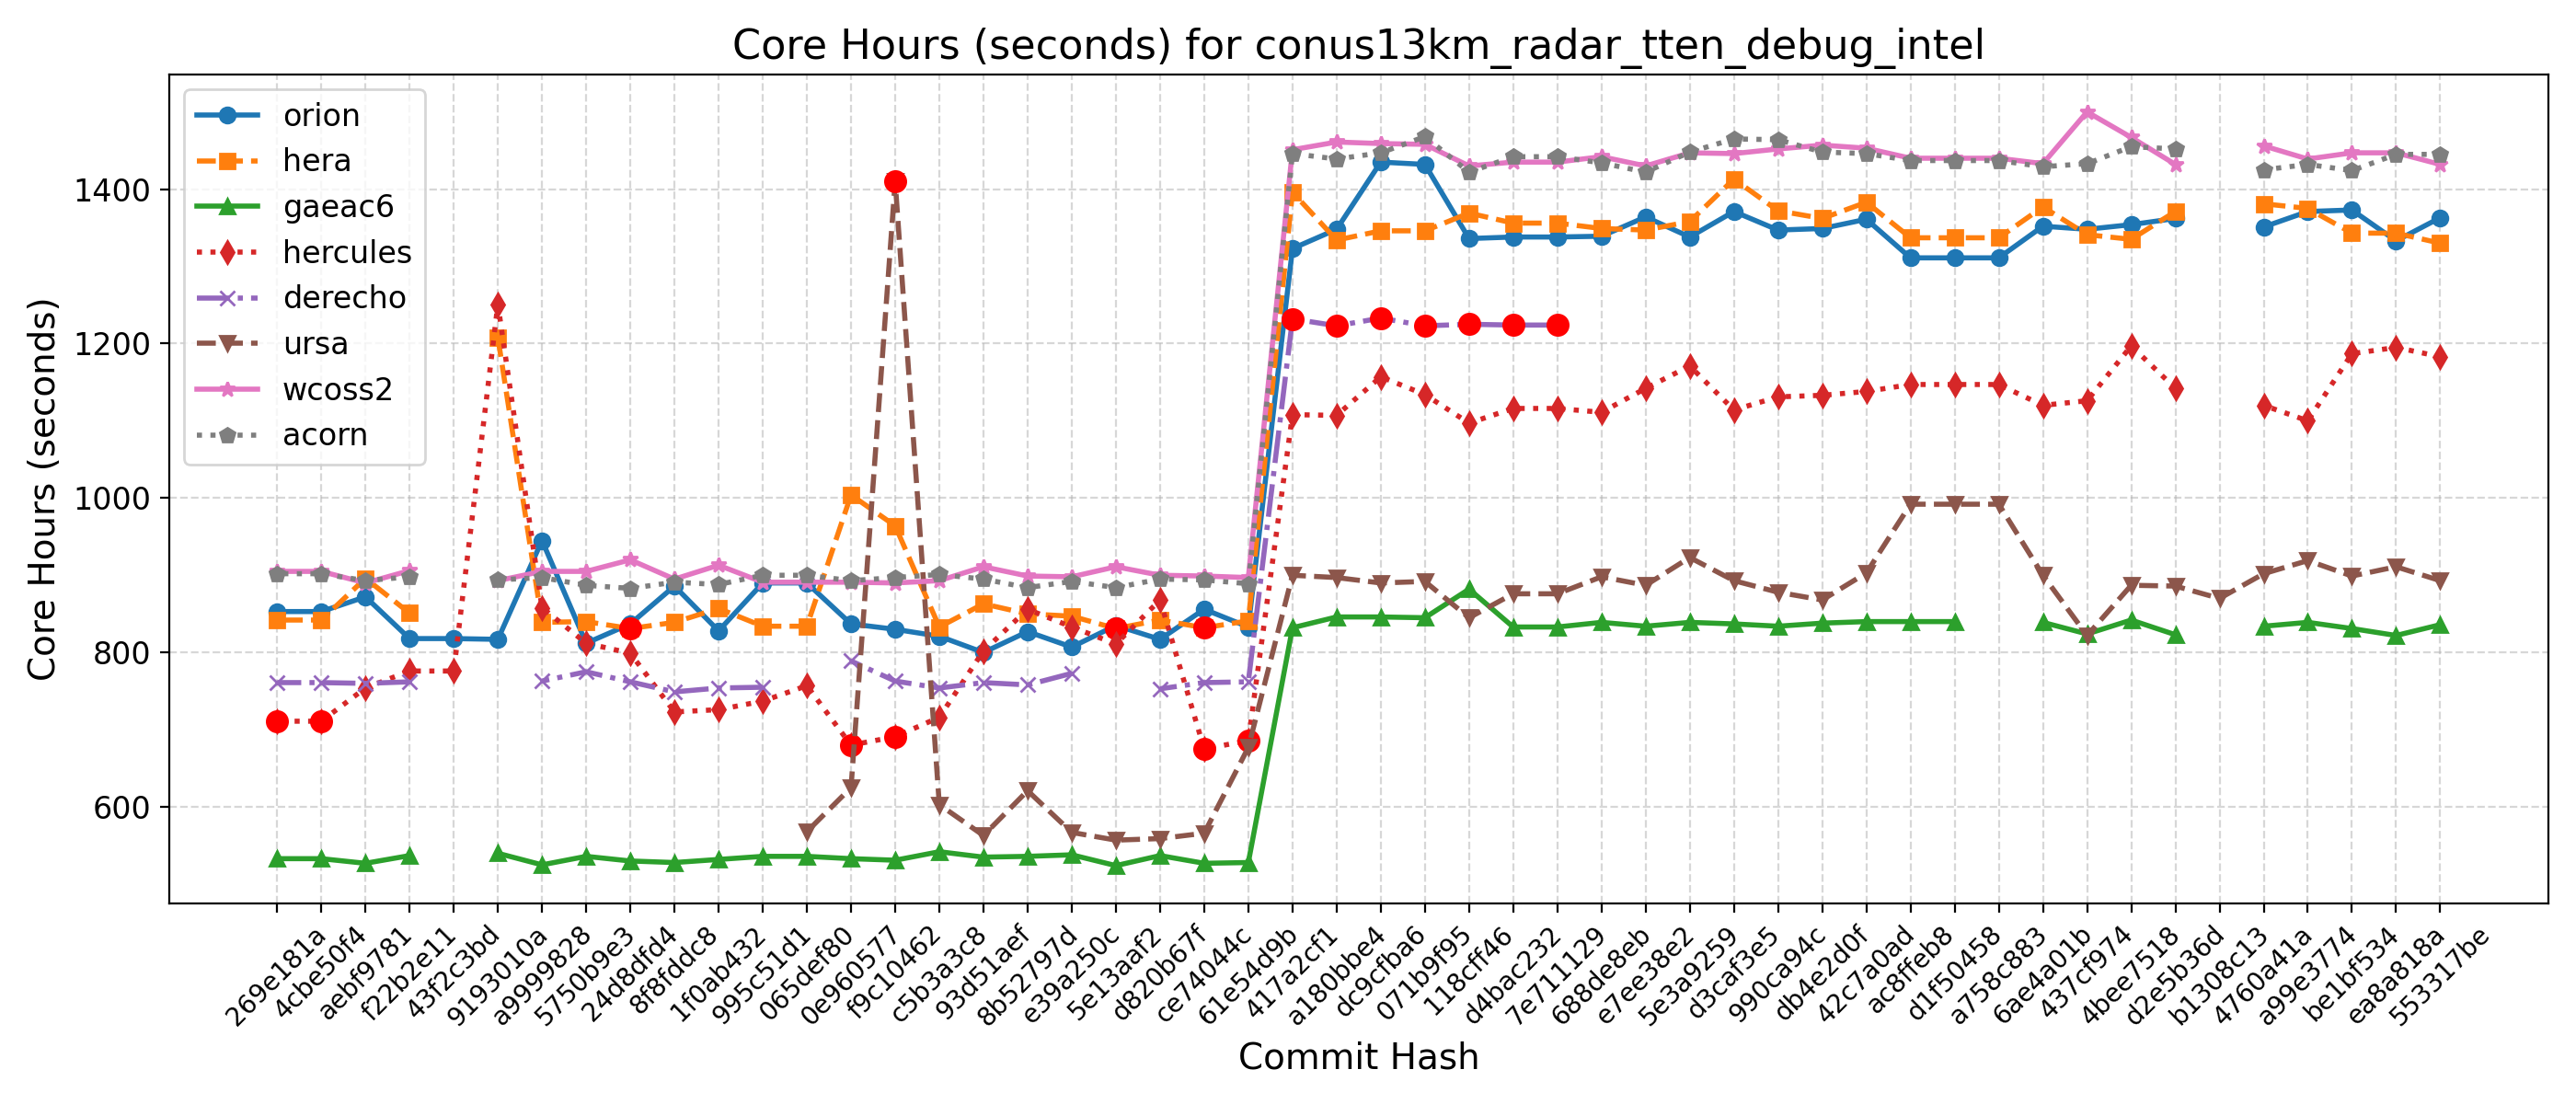 Core Hours (seconds) for conus13km_radar_tten_debug_intel
orion
hera
gaeac6
hercules
derecho
ursa
wcoss2
acorn
Core Hours (seconds)
1400
1200
1000
800
600
269e181a
4cbe50f4
aebf9781
f22b2e11
43f2c3bd
9193010a
a9999828
5750b9e3
24d8dfd4
8f8fddc8
1f0ab432
995c51d1
065def80
0e960577
f9c10462
c5b3a3c8
93d51aef
8b52797d
e39a250c
5e13aaf2
d820b67f
ce74044c
61e54d9b
417a2cf1
a180bbe4
dc9cfba6
071b9f95
118cff46
d4bac232
7e711129
688de8eb
e7ee38e2
5e3a9259
d3caf3e5
990ca94c
db4e2d0f
42c7a0ad
ac8ffeb8
d1f50458
a758c883
6ae4a01b
437cf974
4bee7518
d2e5b36d
b1308c13
4760a41a
a99e3774
be1bf534
ea8a818a
553317be
Commit Hash